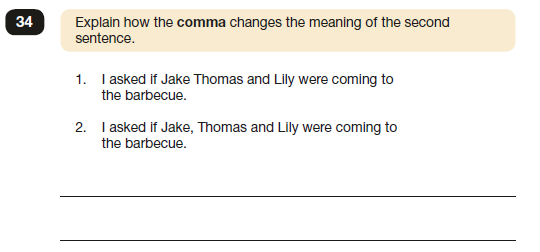 34
Explain how the comma changes the meaning of the second
sentence.
1. I asked if Jake Thomas and Lily were coming to
the barbecue.
2. I asked if Jake, Thomas and Lily were coming to
the barbecue.